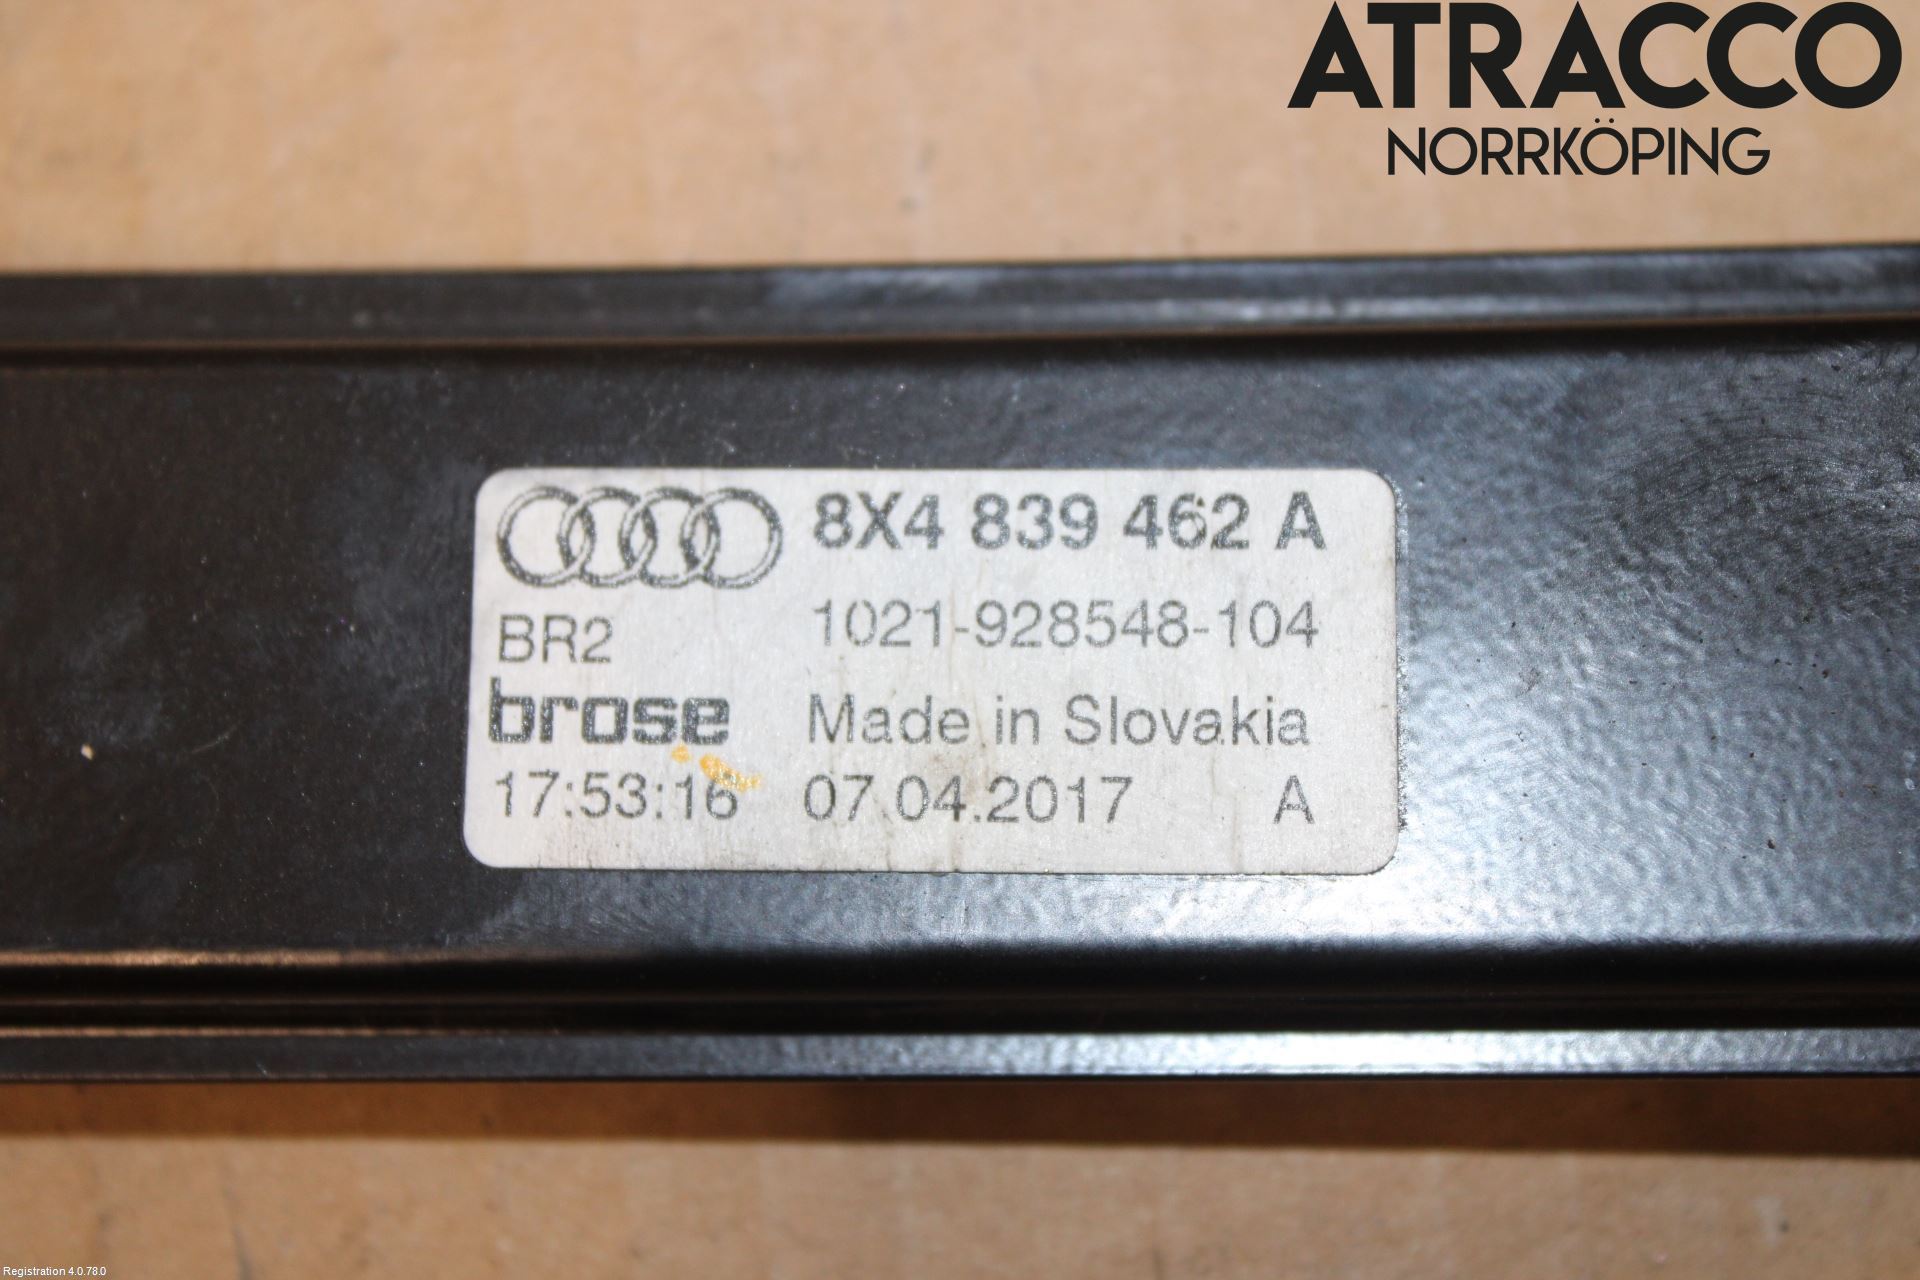 ATRACCO
NORRKÖPING
8X4 839 462 A
BR2 1021-928548-104
brose Made in Slovakia
17:53:16 07.04.2017 A
Registration 4.0.78.0